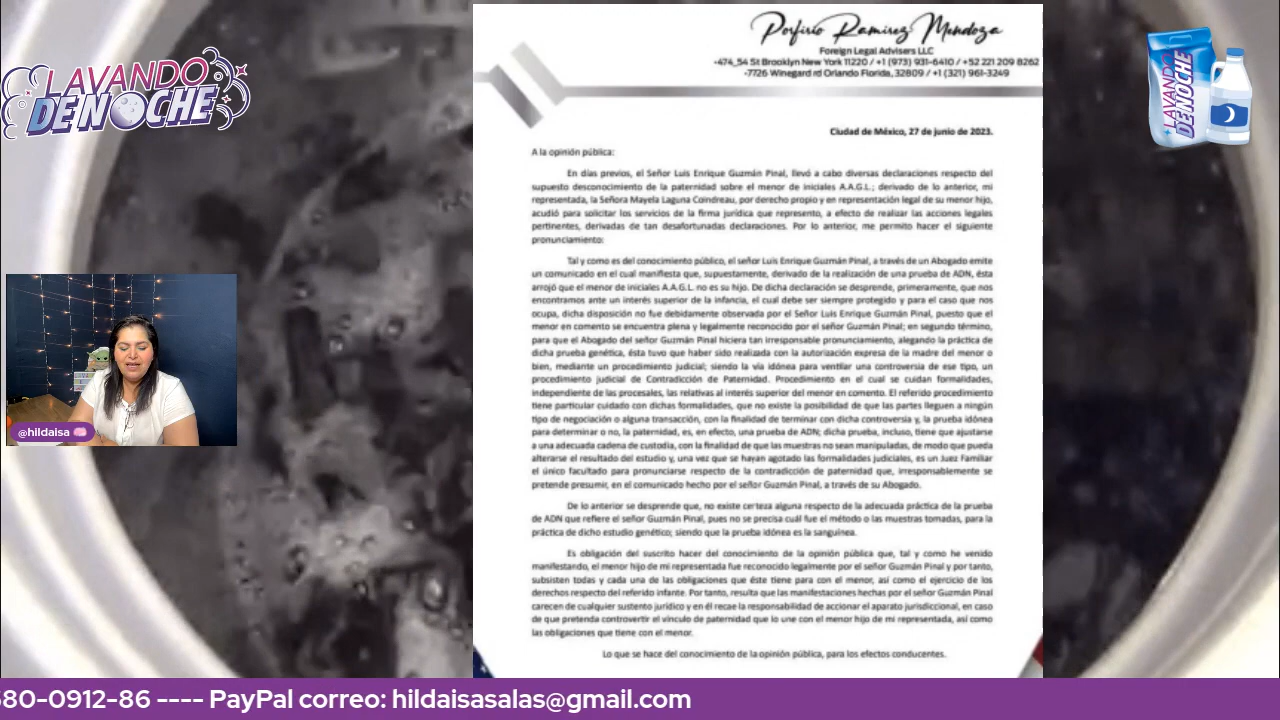 LAVANDO
DE NOCHE
Porfirio Ramirez Mendoza
Foreign Legal Advisers LLC
-474_54 St Brooklyn New York 11220 / +1 (973) 931-6410 / +52 221 209 8262
-7726 Winegard rd Orlando Florida, 32809 / +1 (321) 961-3249
LAVANDO
DE NOCHE
Ciudad de México, 27 de junio de 2023.
A la opinión pública:
En días previos, el Señor Luis Enrique Guzmán Pinal, llevó a cabo diversas declaraciones respecto del
supuesto desconocimiento de la paternidad sobre el menor de iniciales A.A.G.L.; derivado de lo anterior, mi
representada, la Señora Mayela Laguna Coindreau, por derecho propio y en representación legal de su menor hijo,
acudió para solicitar los servicios de la firma jurídica que represento, a efecto de realizar las acciones legales
pertinentes, derivadas de tan desafortunadas declaraciones. Por lo anterior, me permito hacer el siguiente
pronunciamiento:
Tal y como es del conocimiento público, el señor Luis Enrique Guzmán Pinal, a través de un Abogado emite
un comunicado en el cual manifiesta que, supuestamente, derivado de la realización de una prueba de ADN, ésta
arrojó que el menor de iniciales A.A.G.L. no es su hijo. De dicha declaración se desprende, primeramente, que nos
encontramos ante un interés superior de la infancia, el cual debe ser siempre protegido y para el caso que nos
ocupa, dicha disposición no fue debidamente observada por el Señor Luis Enrique Guzmán Pinal, puesto que el
menor en comento se encuentra plena y legalmente reconocido por el señor Guzmán Pinal; en segundo término,
para que el Abogado del señor Guzmán Pinal hiciera tan irresponsable pronunciamiento, alegando la práctica de
dicha prueba genética, ésta tuvo que haber sido realizada con la autorización expresa de la madre del menor o
bien, mediante un procedimiento judicial; siendo la vía idónea para ventilar una controversia de ese tipo, un
procedimiento judicial de Contradicción de Paternidad. Procedimiento en el cual se cuidan formalidades,
independiente de las procesales, las relativas al interés superior del menor en comento. El referido procedimiento
tiene particular cuidado con dichas formalidades, que no existe la posibilidad de que las partes lleguen a ningún
tipo de negociación o alguna transacción, con la finalidad de terminar con dicha controversia y, la prueba idónea
para determinar o no, la paternidad, es, en efecto, una prueba de ADN; dicha prueba, incluso, tiene que ajustarse
a una adecuada cadena de custodia, con la finalidad de que las muestras no sean manipuladas, de modo que pueda
alterarse el resultado del estudio y, una vez que se hayan agotado las formalidades judiciales, es un Juez Familiar
el único facultado para pronunciarse respecto de la contradicción de paternidad que, irresponsablemente se
pretende presumir, en el comunicado hecho por el señor Guzmán Pinal, a través de su Abogado.
De lo anterior se desprende que, no existe certeza alguna respecto de la adecuada práctica de la prueba
de ADN que refiere el señor Guzmán Pinal, pues no se precisa cuál fue el método o las muestras tomadas, para la
práctica de dicho estudio genético; siendo que la prueba idónea es la sanguínea.
Es obligación del suscrito hacer del conocimiento de la opinión pública que, tal y como he venido
manifestando, el menor hijo de mi representada fue reconocido legalmente por el señor Guzmán Pinal y por tanto,
subsisten todas y cada una de las obligaciones que éste tiene para con el menor, así como el ejercicio de los
derechos respecto del referido infante. Por tanto, resulta que las manifestaciones hechas por el señor Guzmán Pinal
carecen de cualquier sustento jurídico y en él recae la responsabilidad de accionar el aparato jurisdiccional, en caso
de que pretenda controvertir el vínculo de paternidad que lo une con el menor hijo de mi representada, así como
las obligaciones que tiene con el menor.
Lo que se hace del conocimiento de la opinión pública, para los efectos conducentes.
@hildaisa
580-0912-86 ---- PayPal correo: hildaisasalas@gmail.com